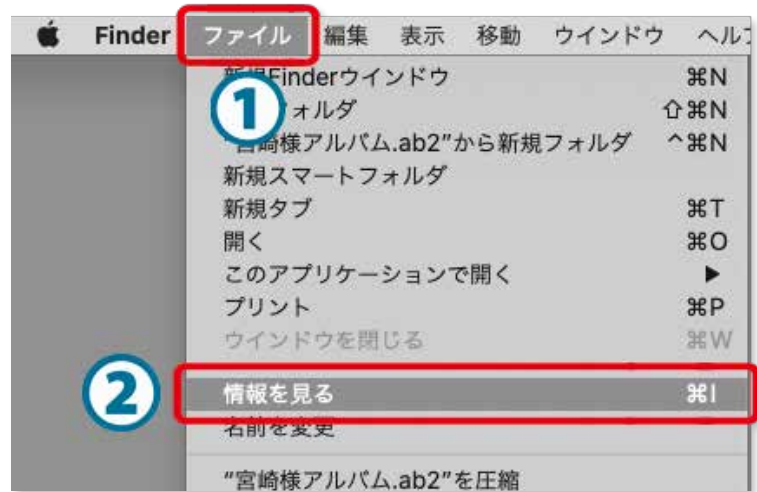 Finder ファイル 編集 表示 移動 ウインドウ ヘル
Finderウインドウ ⌘N
1
ォルダ ⇧⌘N
"宮崎様アルバム.ab2"から新規フォルダ ^⌘N
新規スマートフォルダ
新規タブ ⌘T
開く ⌘O
このアプリケーションで開く ▶
プリント ⌘P
ウインドウを閉じる ⌘W
2
情報を見る ⌘I
名前を変更
"宮崎様アルバム.ab2"を圧縮